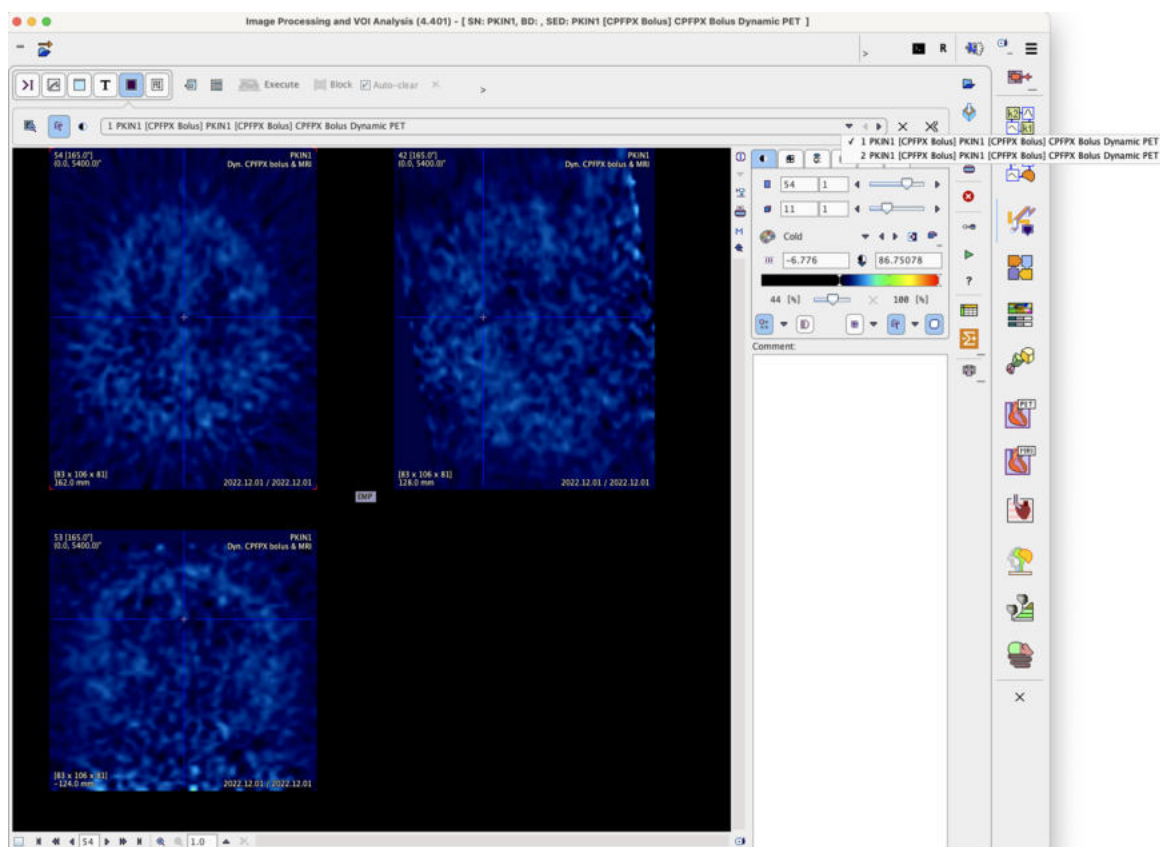 Image Processing and VOI Analysis (4.401) - [ SN: PKIN1, BD: , SED: PKIN1 [CPFPX Bolus] CPFPX Bolus Dynamic PET ]
> R
T Execute Block Auto-clear >
1 PKIN1 [CPFPX Bolus] PKIN1 [CPFPX Bolus] CPFPX Bolus Dynamic PET
k2
k1
✓ 1 PKIN1 [CPFPX Bolus] PKIN1 [CPFPX Bolus] CPFPX Bolus Dynamic PET
2 PKIN1 [CPFPX Bolus] PKIN1 [CPFPX Bolus] CPFPX Bolus Dynamic PET
54 [165.0"] PKIN1
(0.0, 5400.0)" Dyn. CPFPX bolus & MRI
42 [165.0"] PKIN1
(0.0, 5400.0)" Dyn. CPFPX bolus & MRI
54 1
11 1
Cold
-6.776 86.75078
44 [%] 100 [%]
Comment:
[83 x 106 x 81]
162.0 mm 2022.12.01 / 2022.12.01
[83 x 106 x 81]
128.0 mm 2022.12.01 / 2022.12.01
EMP
53 [165.0"] PKIN1
(0.0, 5400.0)" Dyn. CPFPX bolus & MRI
[83 x 106 x 81]
-124.0 mm 2022.12.01 / 2022.12.01
H
M
?
PET
54 1.0